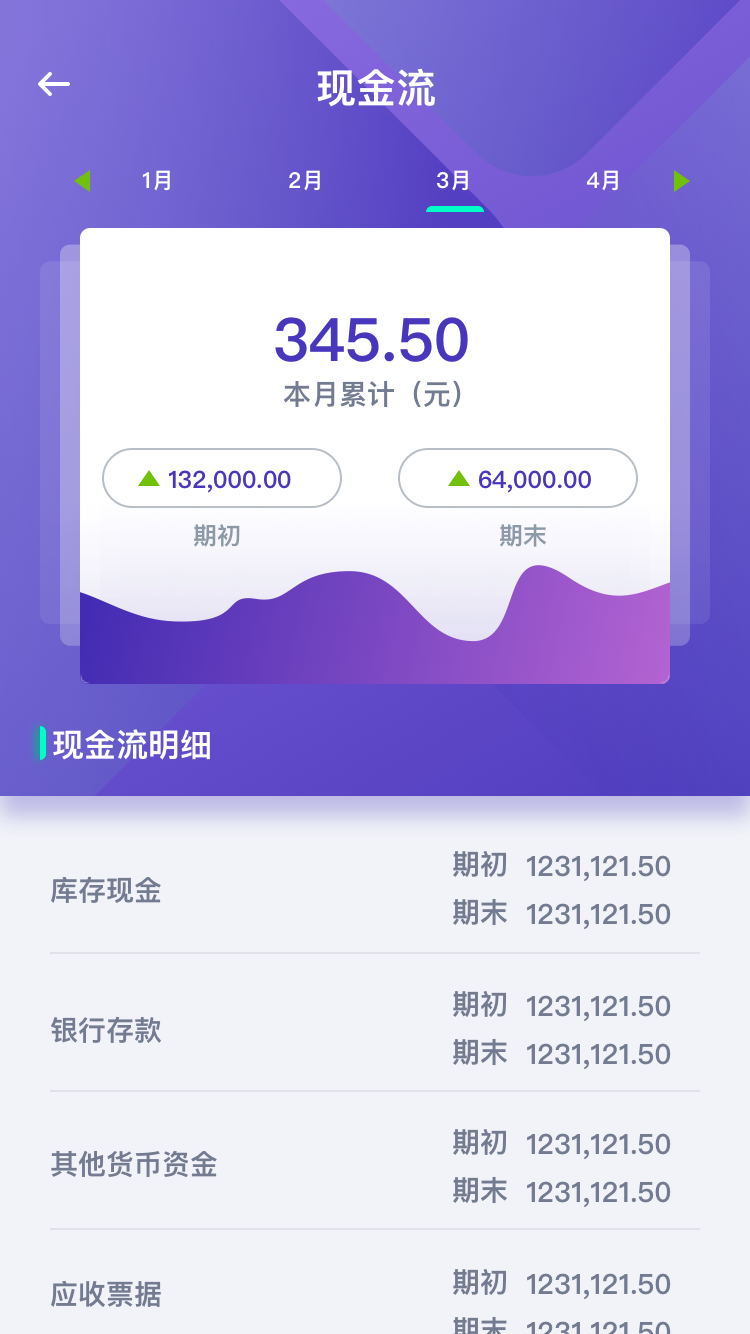 现金流
1月 2月 3月 4月
345.50
本月累计（元）
132,000.00 64,000.00
期初 期末
现金流明细
库存现金
期初 1231,121.50
期末 1231,121.50
银行存款
期初 1231,121.50
期末 1231,121.50
其他货币资金
期初 1231,121.50
期末 1231,121.50
应收票据
期初 1231,121.50
期末 1231,121.50